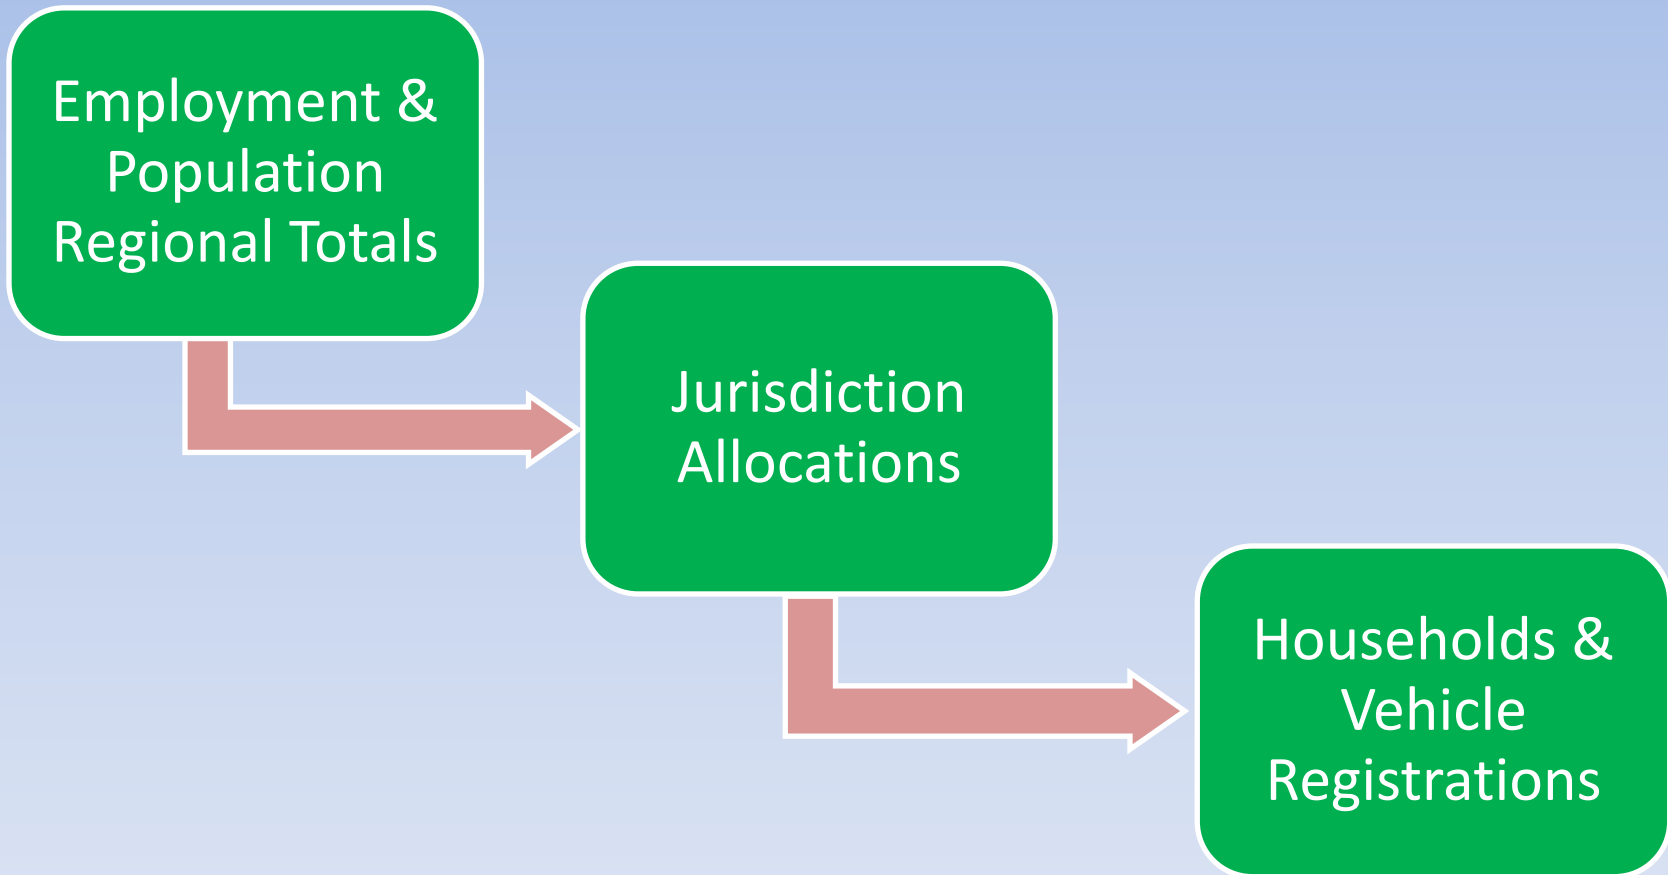 Employment &
Population
Regional Totals
Jurisdiction
Allocations
Households &
Vehicle
Registrations